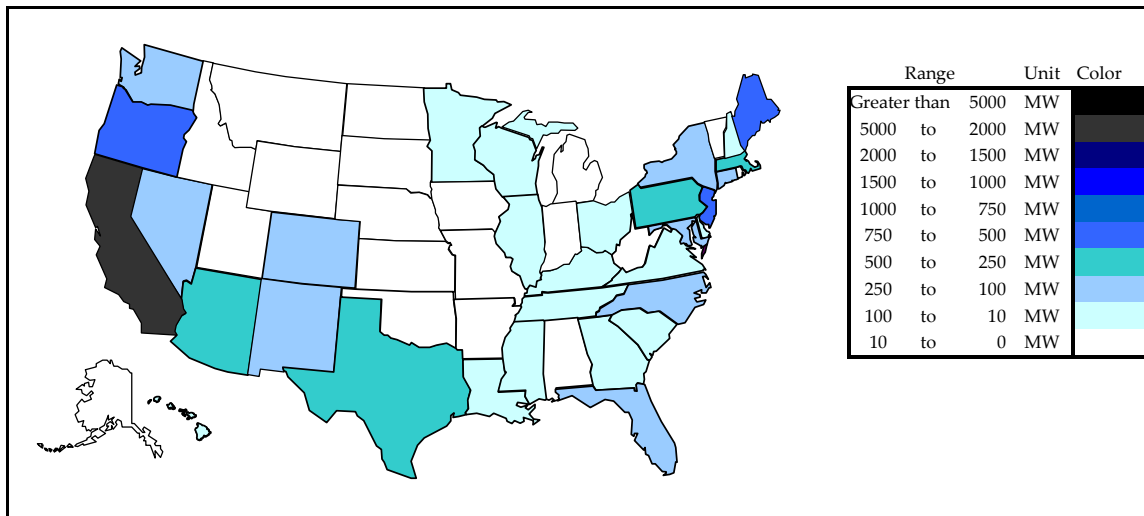 Range Unit Color
Greater than 5000 MW
5000 to 2000 MW
2000 to 1500 MW
1500 to 1000 MW
1000 to 750 MW
750 to 500 MW
500 to 250 MW
250 to 100 MW
100 to 10 MW
10 to 0 MW